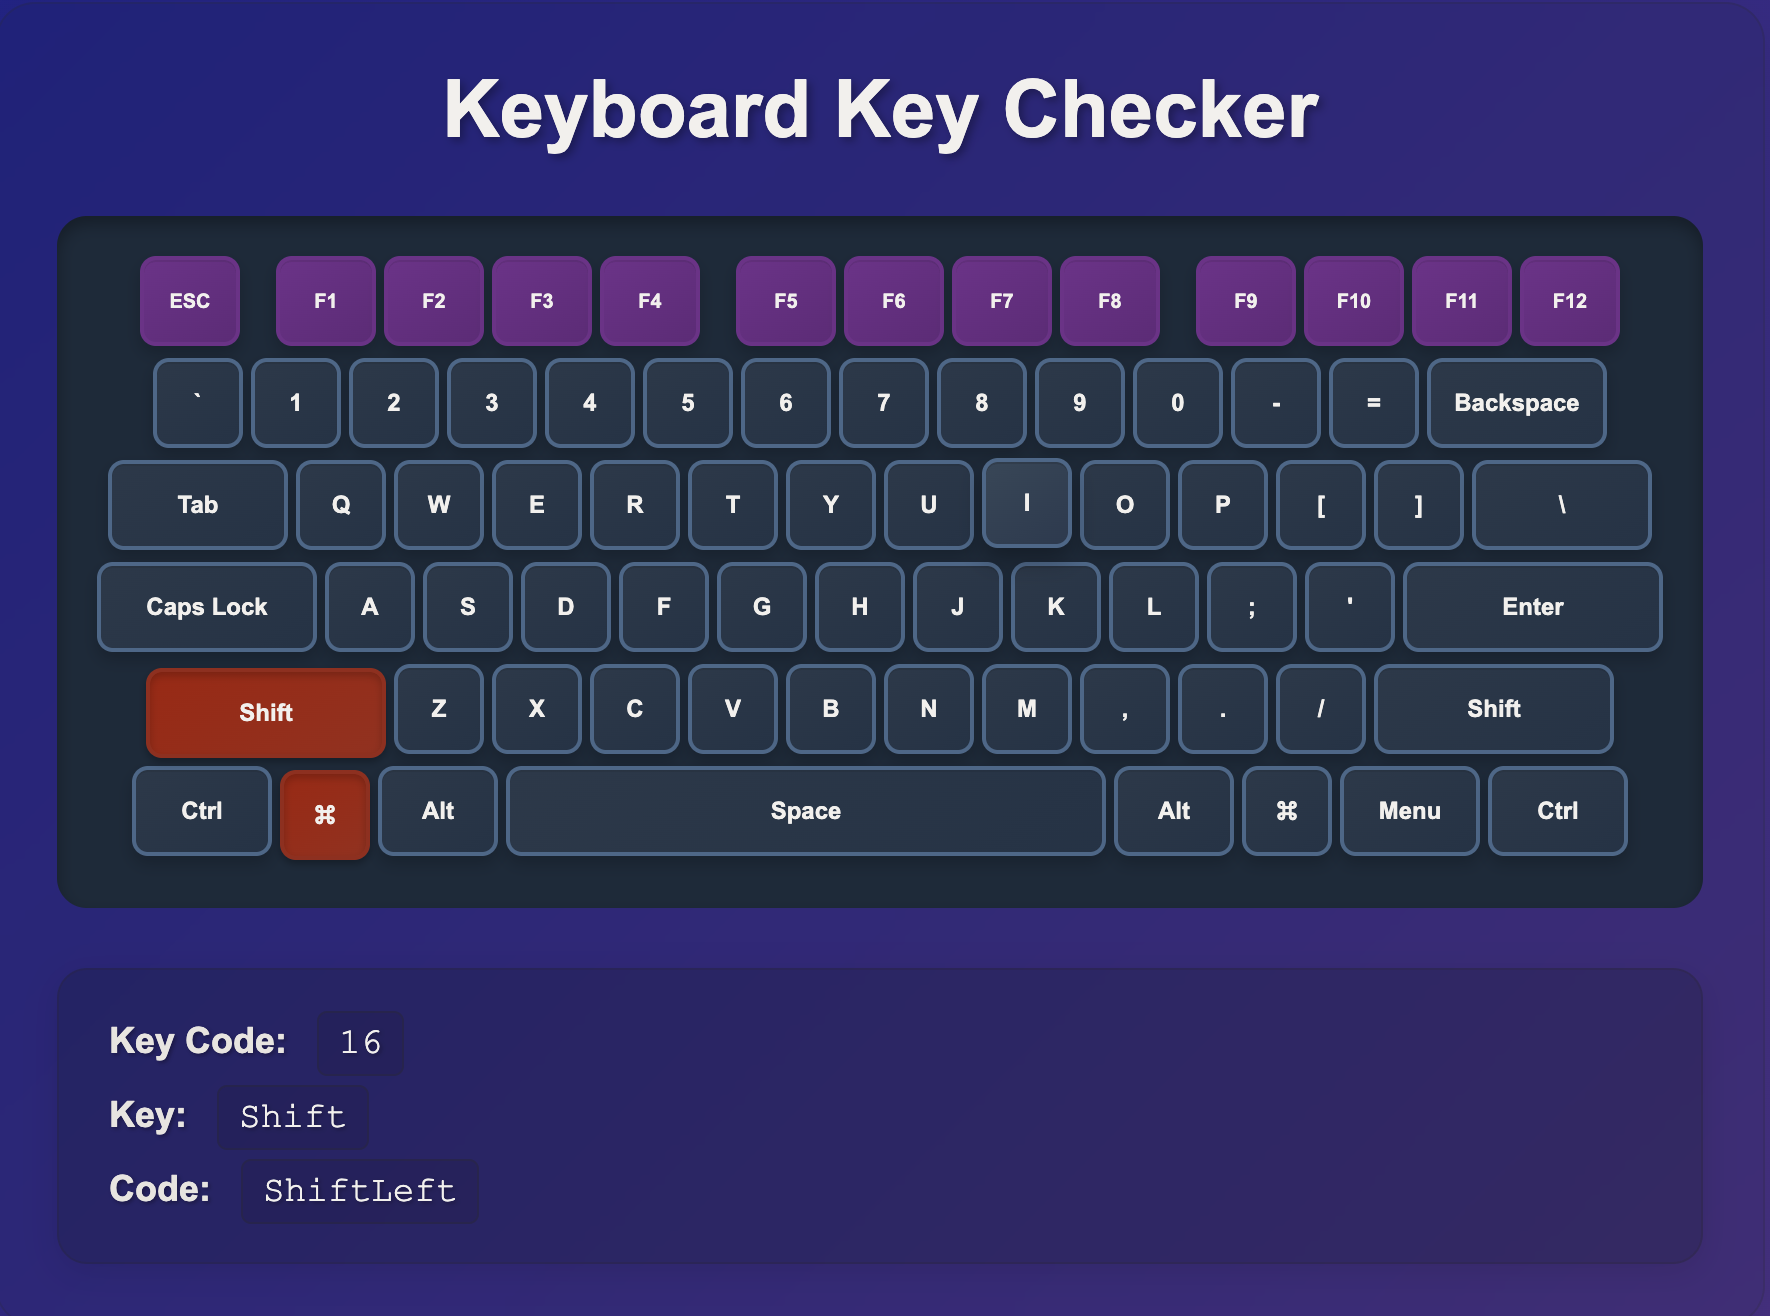 Keyboard Key Checker
ESC F1 F2 F3 F4 F5 F6 F7 F8 F9 F10 F11 F12
` 1 2 3 4 5 6 7 8 9 0 - = Backspace
Tab Q W E R T Y U I O P [ ] \
Caps Lock A S D F G H J K L ; ' Enter
Shift Z X C V B N M , . / Shift
Ctrl ⌘ Alt Space Alt ⌘ Menu Ctrl
Key Code: 16
Key: Shift
Code: ShiftLeft